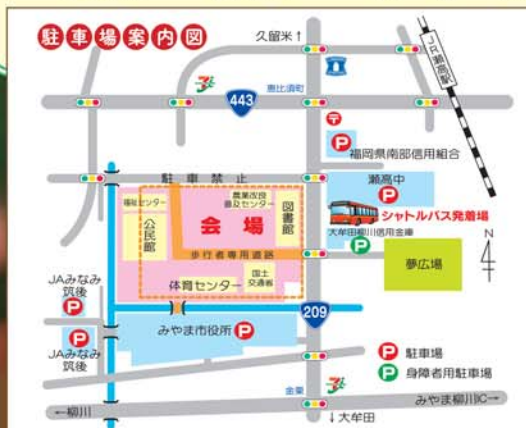 駐車場案内図
久留米↑
JR瀬高駅
恵比須町
443
福岡県南部信用組合
駐車禁止
瀬高中
シャトルバス発着場
大牟田柳川信用金庫
福祉センター
農業改良
普及センター
図書館
会場
公民館
歩行者専用道路
N
夢広場
体育センター
国土
交通省
JAみなみ
筑後
みやま市役所
209
JAみなみ
筑後
P 駐車場
P 身障者用駐車場
金栗
みやま柳川IC→
←柳川
↓大牟田